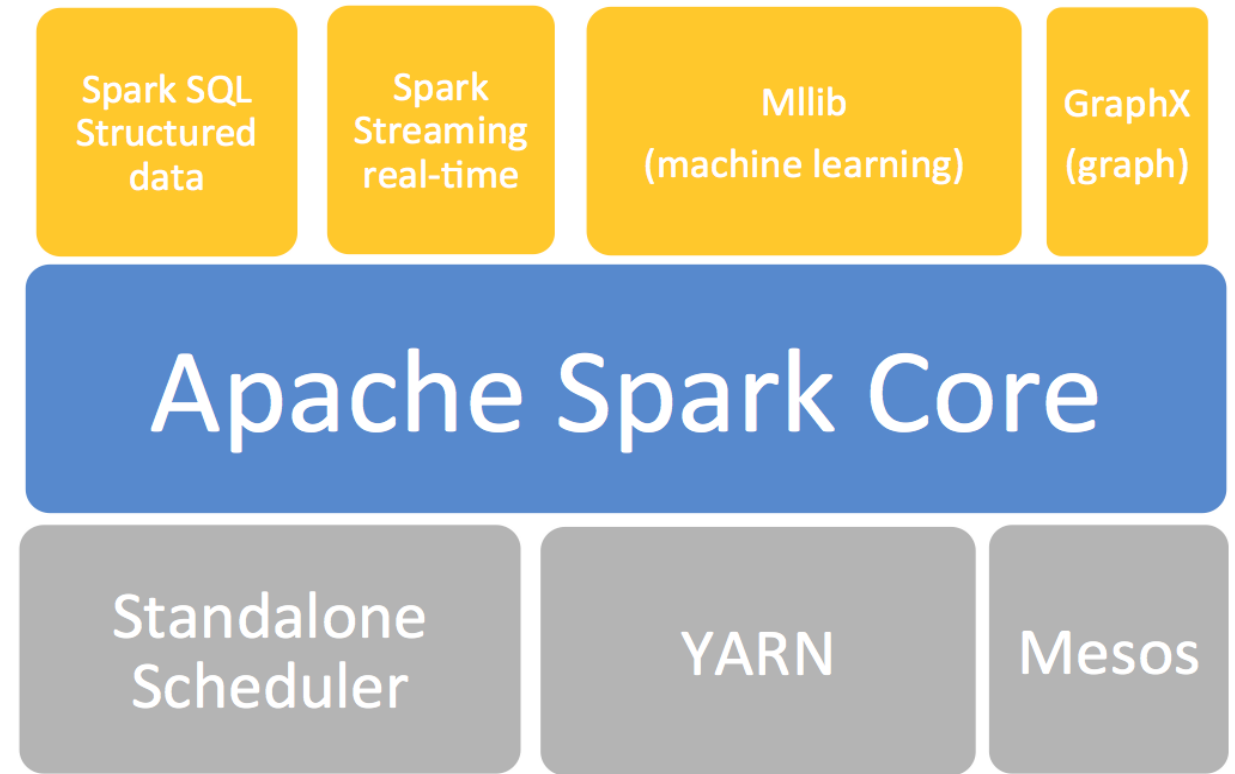 Spark SQL
Structured
data
Spark
Streaming
real-time
Mllib
(machine learning)
GraphX
(graph)
Apache Spark Core
Standalone
Scheduler
YARN
Mesos